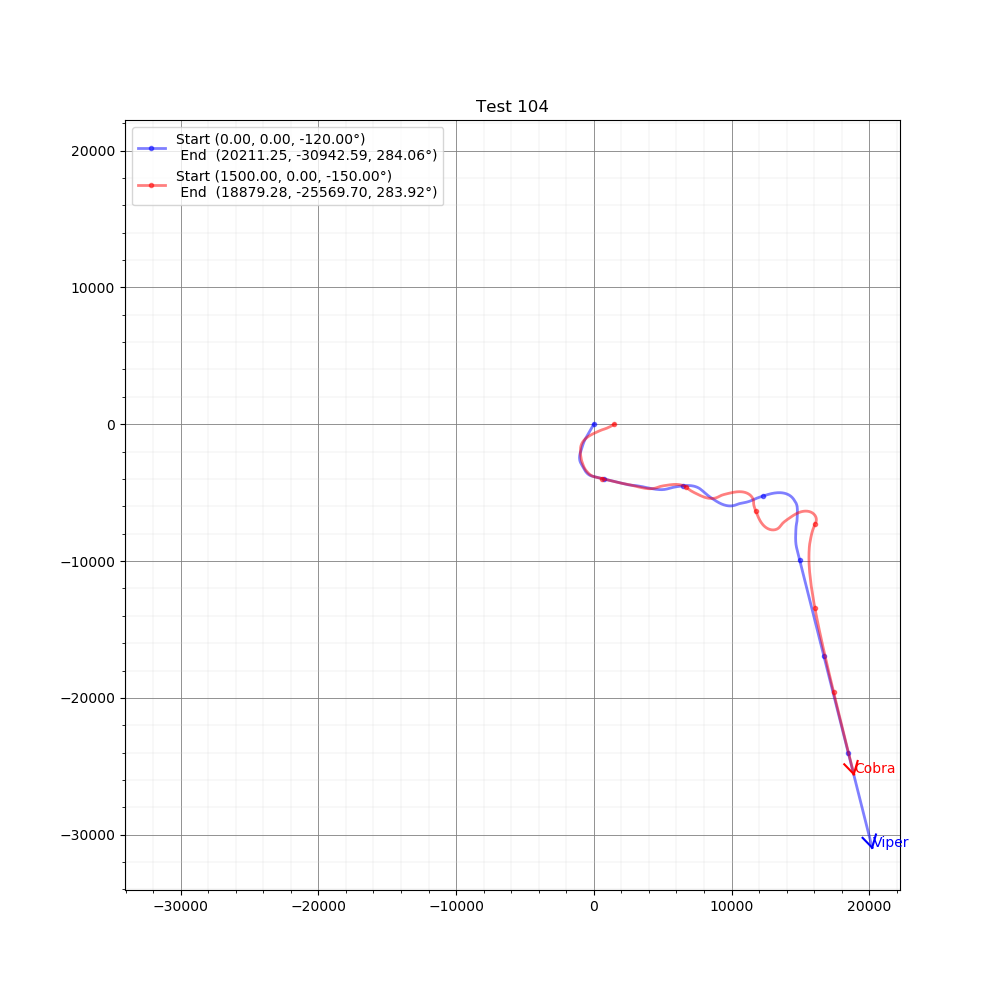 Test 104
Start (0.00, 0.00, -120.00°)
End (20211.25, -30942.59, 284.06°)
Start (1500.00, 0.00, -150.00°)
End (18879.28, -25569.70, 283.92°)
20000
10000
0
−10000
−20000
−30000
Cobra
Viper
−30000 −20000 −10000 0 10000 20000